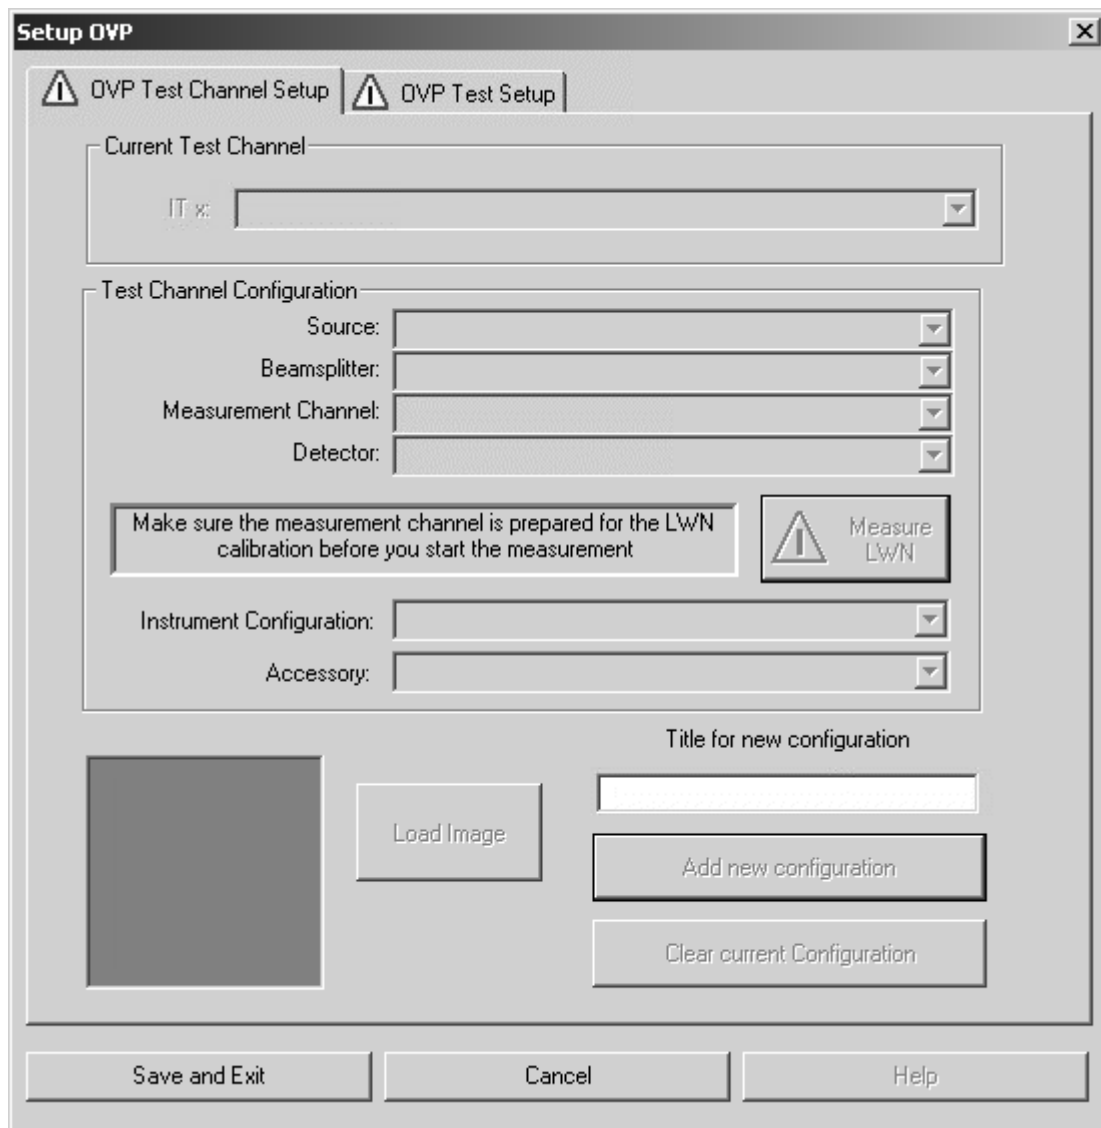 Setup OVP
OVP Test Channel Setup
OVP Test Setup
Current Test Channel
IT x:
Test Channel Configuration
Source:
Beamsplitter:
Measurement Channel:
Detector:
Make sure the measurement channel is prepared for the LWN
calibration before you start the measurement
Measure
LWN
Instrument Configuration:
Accessory:
Title for new configuration
Load Image
Add new configuration
Clear current Configuration
Save and Exit
Cancel
Help